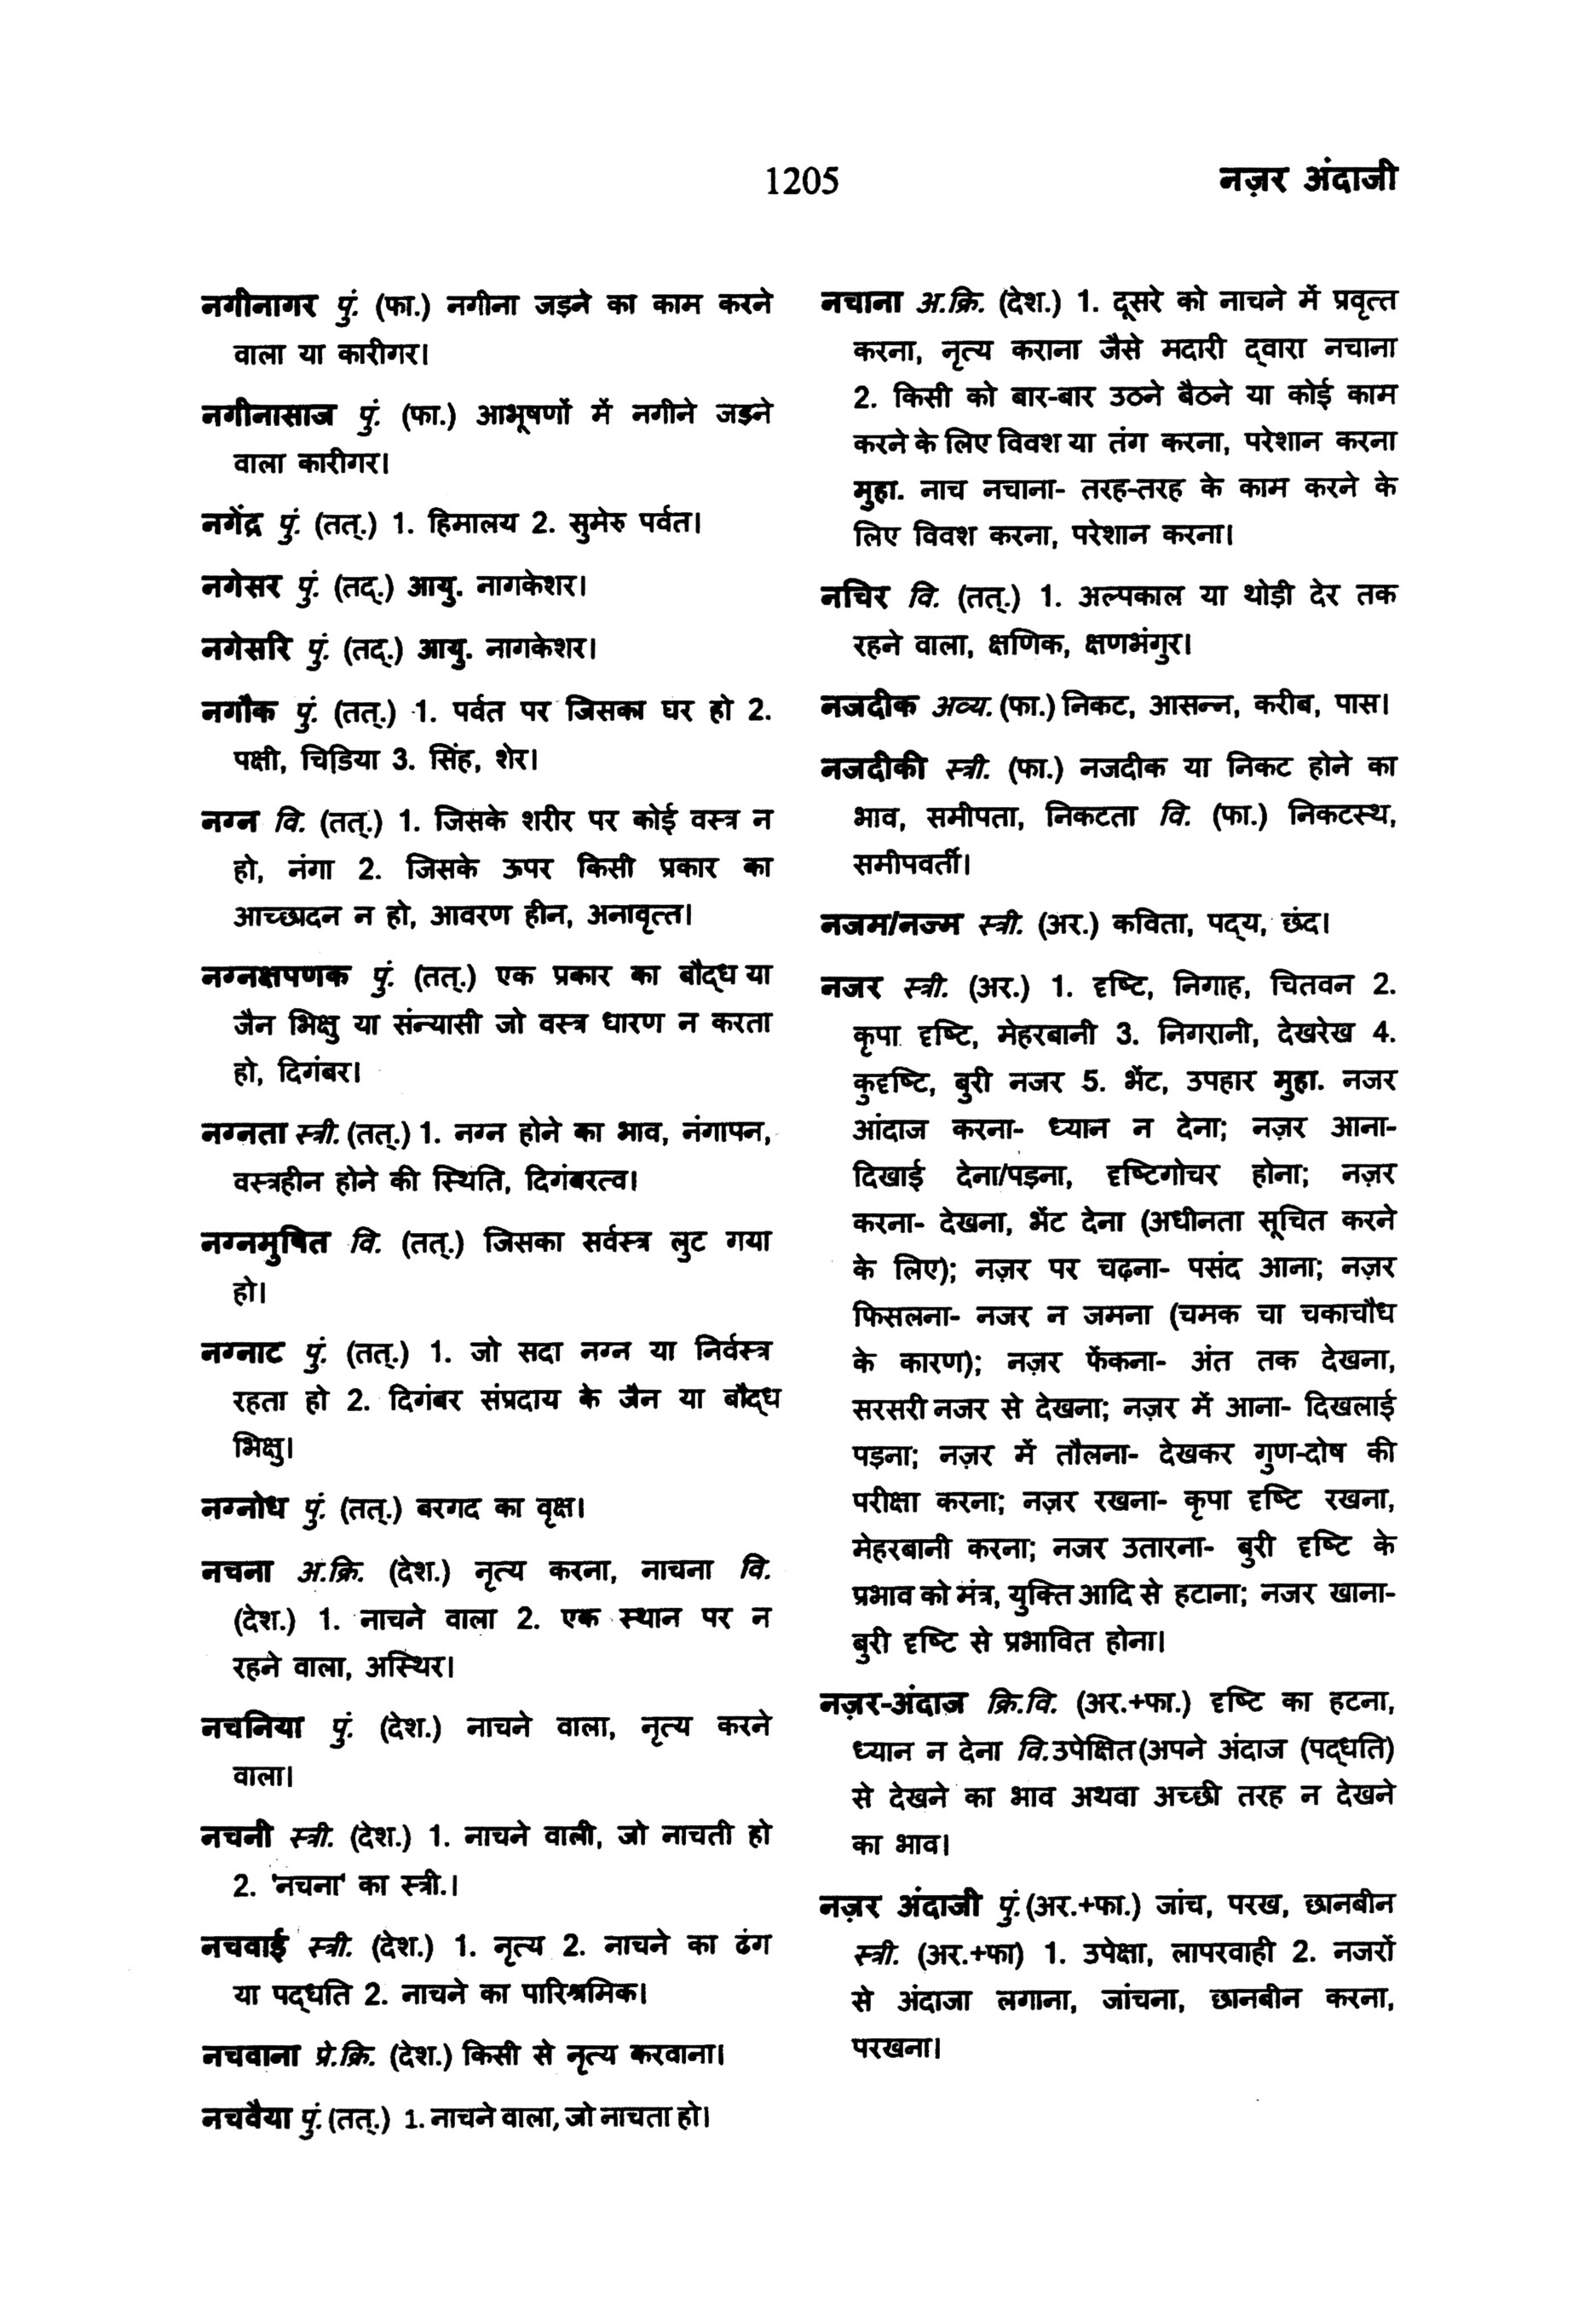 1205
नज़र अंदाजी
नगीनागर पुं. (फा.) नगीना जड़ने का काम करने
वाला या कारीगर।
नगीनासाज पुं. (फा.) आभूषणों में नगीने जड़ने
वाला कारीगर।
नगेंद्र पुं. (तत्.) 1. हिमालय 2. सुमेरु पर्वत।
नगेसर पुं. (तद्.) आयु. नागकेशर।
नगेसरि पुं. (तद्.) आयु. नागकेशर।
नगौक पुं. (तत्.) 1. पर्वत पर जिसका घर हो 2.
पक्षी, चिडिया 3. सिंह, शेर।
नग्न वि. (तत्.) 1. जिसके शरीर पर कोई वस्त्र न
हो, नंगा 2. जिसके ऊपर किसी प्रकार का
आच्छादन न हो, आवरण हीन, अनावृत्त।
नग्नक्षपणक पुं. (तत्.) एक प्रकार का बौद्ध या
जैन भिक्षु या संन्यासी जो वस्त्र धारण न करता
हो, दिगंबर।
नग्नता स्त्री. (तत्.) 1. नग्न होने का भाव, नंगापन,
वस्त्रहीन होने की स्थिति, दिगंबरत्व।
नग्नमुषित वि. (तत्.) जिसका सर्वस्त्र लुट गया
हो।
नग्नाट पुं. (तत्.) 1. जो सदा नग्न या निर्वस्त्र
रहता हो 2. दिगंबर संप्रदाय के जैन या बौद्ध
भिक्षु।
नग्नोध पुं. (तत्.) बरगद का वृक्ष।
नचना अ.क्रि. (देश.) नृत्य करना, नाचना वि.
(देश.) 1. नाचने वाला 2. एक स्थान पर न
रहने वाला, अस्थिर।
नचनिया पुं. (देश.) नाचने वाला, नृत्य करने
वाला।
नचनी स्त्री. (देश.) 1. नाचने वाली, जो नाचती हो
2. 'नचना' का स्त्री.।
नचवाई स्त्री. (देश.) 1. नृत्य 2. नाचने का ढंग
या पद्धति 2. नाचने का पारिश्रमिक।
नचवाना प्रे.क्रि. (देश.) किसी से नृत्य करवाना।
नचवैया पुं. (तत्.) 1. नाचने वाला, जो नाचता हो।
नचाना अ.क्रि. (देश.) 1. दूसरे को नाचने में प्रवृत्त
करना, नृत्य कराना जैसे मदारी द्वारा नचाना
2. किसी को बार-बार उठने बैठने या कोई काम
करने के लिए विवश या तंग करना, परेशान करना
मुहा. नाच नचाना- तरह-तरह के काम करने के
लिए विवश करना, परेशान करना।
नचिर वि. (तत्.) 1. अल्पकाल या थोड़ी देर तक
रहने वाला, क्षणिक, क्षणभंगुर।
नजदीक अव्य. (फा.) निकट, आसन्न, करीब, पास।
नजदीकी स्त्री. (फा.) नजदीक या निकट होने का
भाव, समीपता, निकटता वि. (फा.) निकटस्थ,
समीपवर्ती।
नजम/नज्म स्त्री. (अर.) कविता, पद्य, छंद।
नजर स्त्री. (अर.) 1. दृष्टि, निगाह, चितवन 2.
कृपा दृष्टि, मेहरबानी 3. निगरानी, देखरेख 4.
कुदृष्टि, बुरी नजर 5. भेंट, उपहार मुहा. नजर
आंदाज करना- ध्यान न देना; नज़र आना-
दिखाई देना/पड़ना, दृष्टिगोचर होना; नज़र
करना- देखना, भेंट देना (अधीनता सूचित करने
के लिए); नज़र पर चढ़ना- पसंद आना; नज़र
फिसलना- नजर न जमना (चमक चा चकाचौध
के कारण); नज़र फेंकना- अंत तक देखना,
सरसरी नजर से देखना; नज़र में आना- दिखलाई
पड़ना; नज़र में तौलना- देखकर गुण-दोष की
परीक्षा करना; नज़र रखना- कृपा दृष्टि रखना,
मेहरबानी करना; नजर उतारना- बुरी दृष्टि के
प्रभाव को मंत्र, युक्ति आदि से हटाना; नजर खाना-
बुरी दृष्टि से प्रभावित होना।
नज़र-अंदाज़ क्रि.वि. (अर.+फा.) दृष्टि का हटना,
ध्यान न देना वि.उपेक्षित (अपने अंदाज (पद्धति)
से देखने का भाव अथवा अच्छी तरह न देखने
का भाव।
नज़र अंदाजी पुं. (अर.+फा.) जांच, परख, छानबीन
स्त्री. (अर.+फा) 1. उपेक्षा, लापरवाही 2. नजरों
से अंदाजा लगाना, जांचना, छानबीन करना,
परखना।